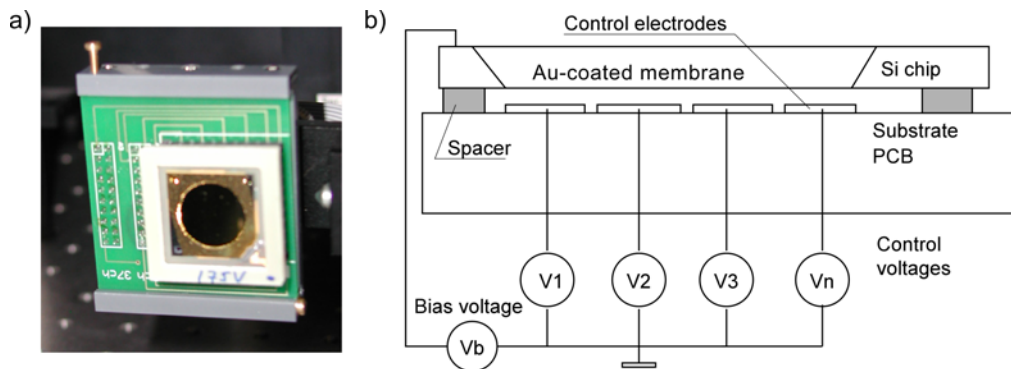 a)
37ch
175V
b)
Control electrodes
Au-coated membrane
Si chip
Spacer
Substrate
PCB
V1
V2
V3
Vn
Control
voltages
Bias voltage
Vb